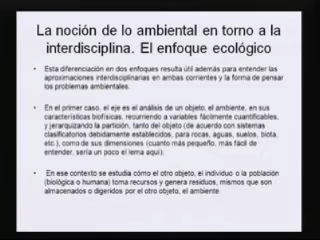 La noción de lo ambiental en torno a la
interdisciplina. El enfoque ecológico
• Esta diferenciación en dos enfoques resulta útil además para entender las
aproximaciones interdisciplinarias en ambas corrientes y la forma de pensar
los problemas ambientales.
• En el primer caso, el eje es el análisis de un objeto, el ambiente, en sus
características biofísicas, recurriendo a variables fácilmente cuantificables,
y jerarquizando la partición, tanto del objeto (de acuerdo con sistemas
clasificatorios debidamente establecidos, para rocas, aguas, suelos, biota,
etc.), como de sus dimensiones (cuanto más pequeño, más fácil de
entender, sería un poco el lema aquí).
• En ese contexto se estudia cómo el otro objeto, el individuo o la población
(biológica o humana) toma recursos y genera residuos, mismos que son
almacenados o digeridos por el otro objeto, el ambiente